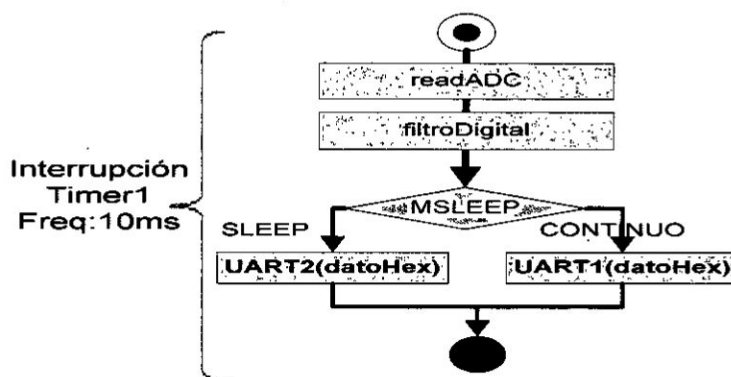 readADC
filtroDigital
Interrupción
Timer1
Freq:10ms
MSLEEP
SLEEP
CONTINUO
UART2(datoHex)
UART1(datoHex)